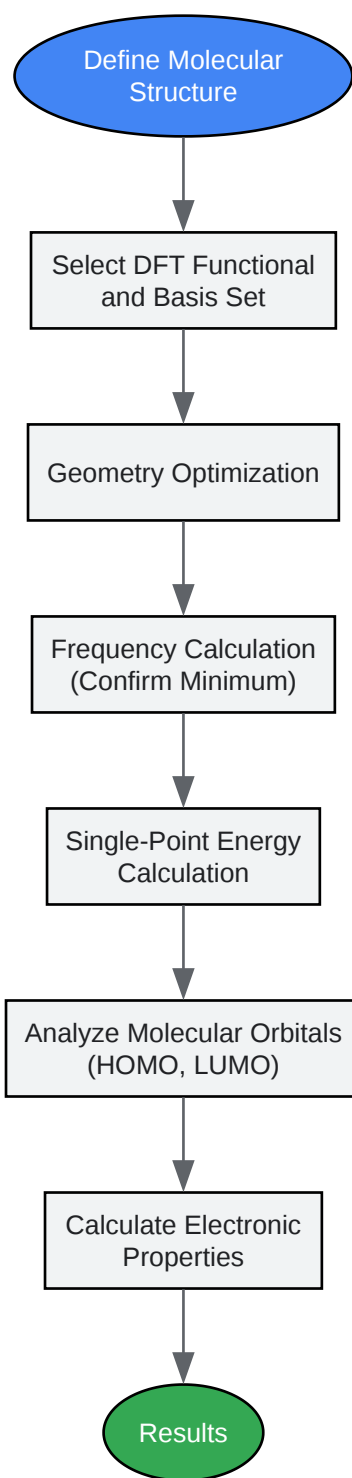 Define Molecular
Structure
Select DFT Functional
and Basis Set
Geometry Optimization
Frequency Calculation
(Confirm Minimum)
Single-Point Energy
Calculation
Analyze Molecular Orbitals
(HOMO, LUMO)
Calculate Electronic
Properties
Results